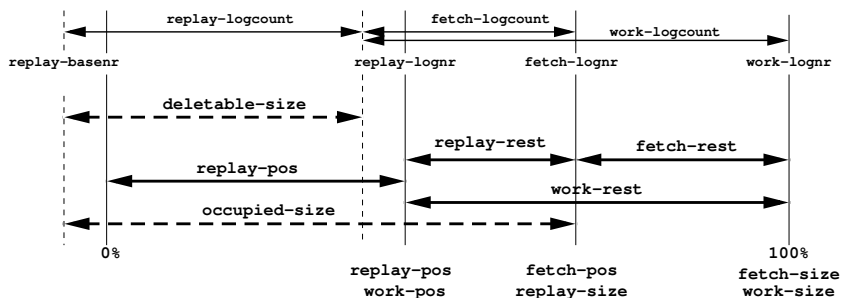 replay-logcount
fetch-logcount
work-logcount
replay-basenr
replay-lognr
fetch-lognr
work-lognr
deletable-size
replay-rest
fetch-rest
replay-pos
work-rest
occupied-size
0%
100%
replay-pos
fetch-pos
fetch-size
work-pos
replay-size
work-size